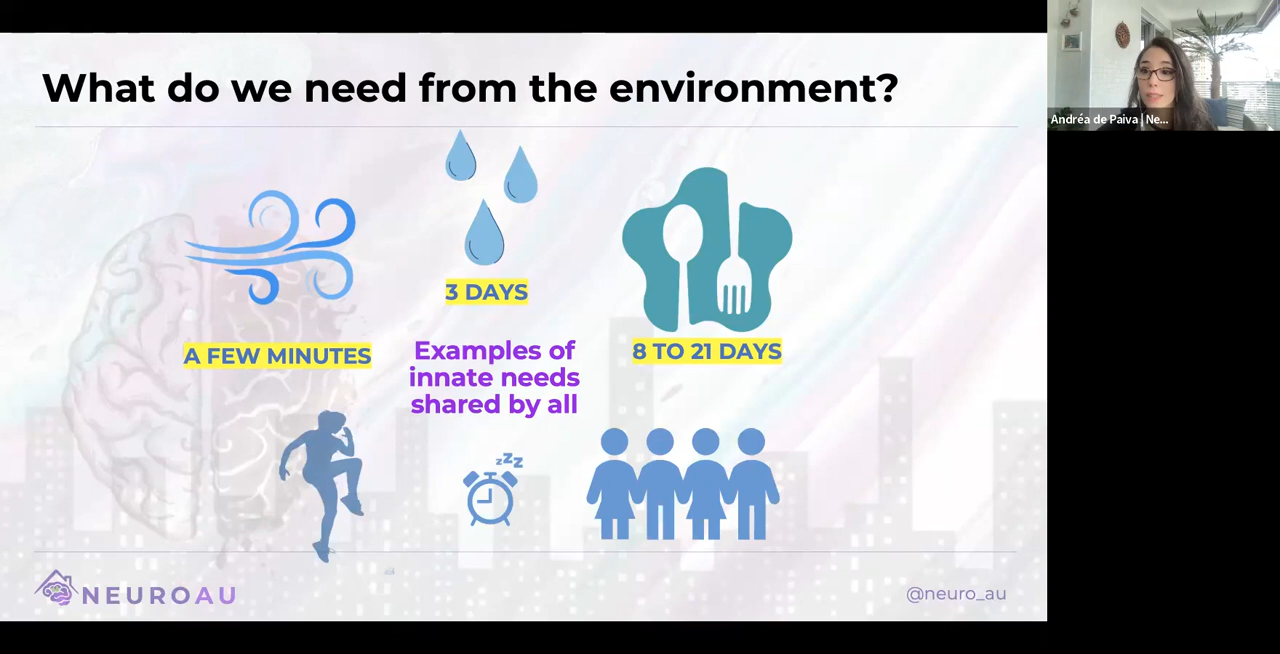 What do we need from the environment?
Andréa de Paiva | Ne...
3 DAYS
A FEW MINUTES
8 TO 21 DAYS
Examples of
innate needs
shared by all
zzZ
NEUROAU
@neuro_au